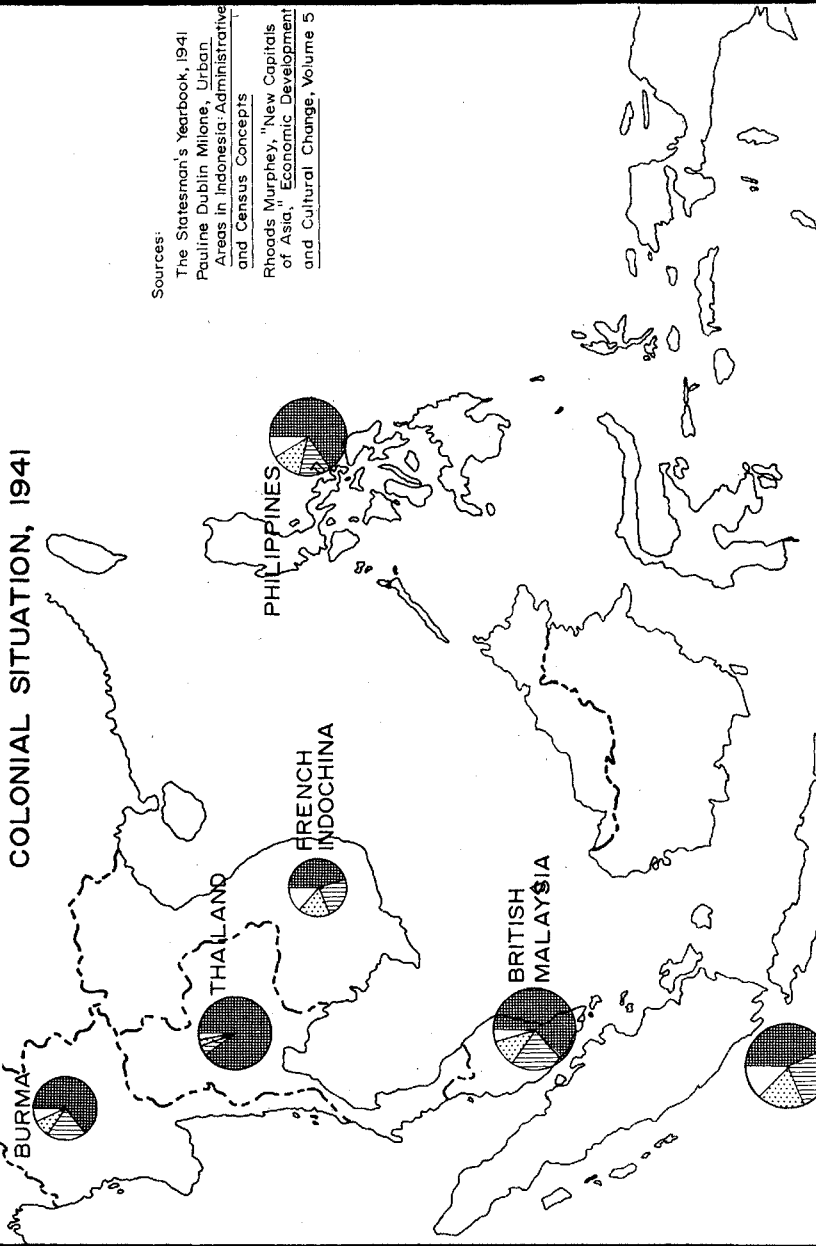 COLONIAL SITUATION, 1941
Sources:
The Statesman's Yearbook, 1941
Pauline Dublin Milone, Urban
Areas in Indonesia: Administrative
and Census Concepts
Rhoads Murphey, "New Capitals
of Asia," Economic Development
and Cultural Change, Volume 5
BURMA
THAILAND
FRENCH
INDOCHINA
PHILIPPINES
BRITISH
MALAYSIA